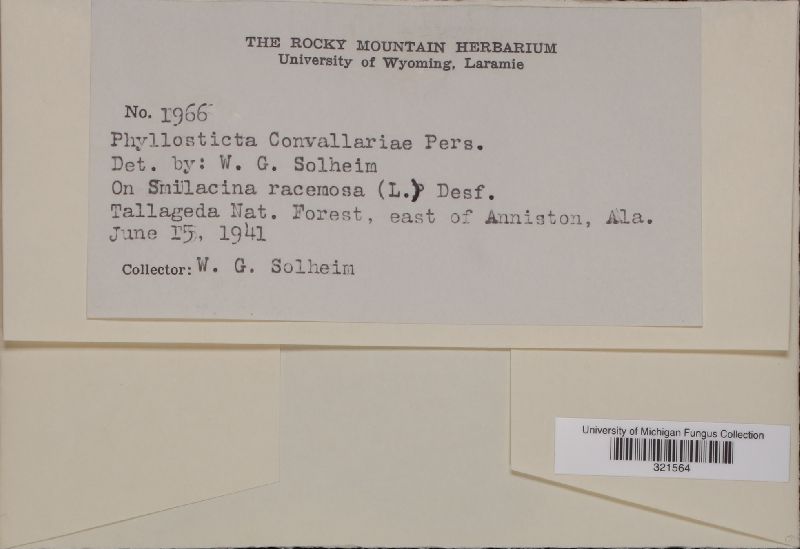 THE ROCKY MOUNTAIN HERBARIUM
University of Wyoming, Laramie
No. 1966
Phyllosticta Convallariae Pers.
Det. by: W. G. Solheim
On Smilacina racemosa (L.) Desf.
Tallageda Nat. Forest, east of Anniston, Ala.
June 15, 1941
Collector: W. G. Solheim
University of Michigan Fungus Collection
321564